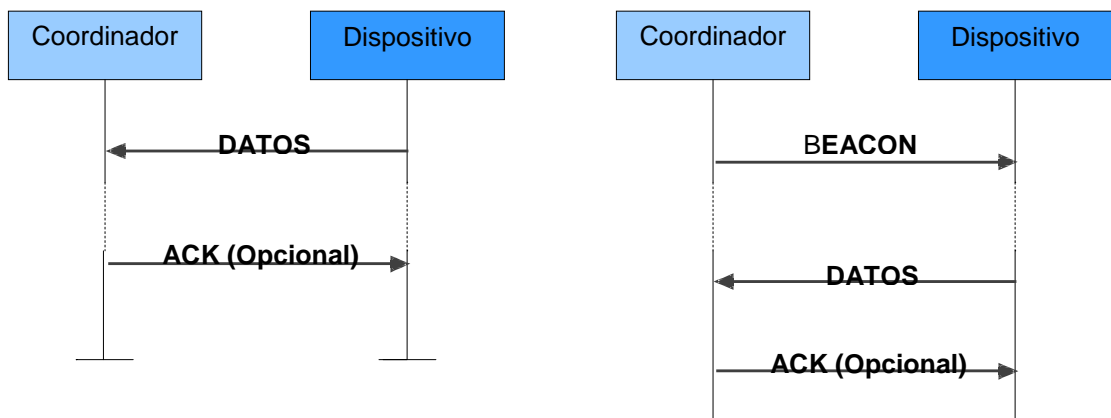 Coordinador
Dispositivo
DATOS
ACK (Opcional)
Coordinador
Dispositivo
BEACON
DATOS
ACK (Opcional)